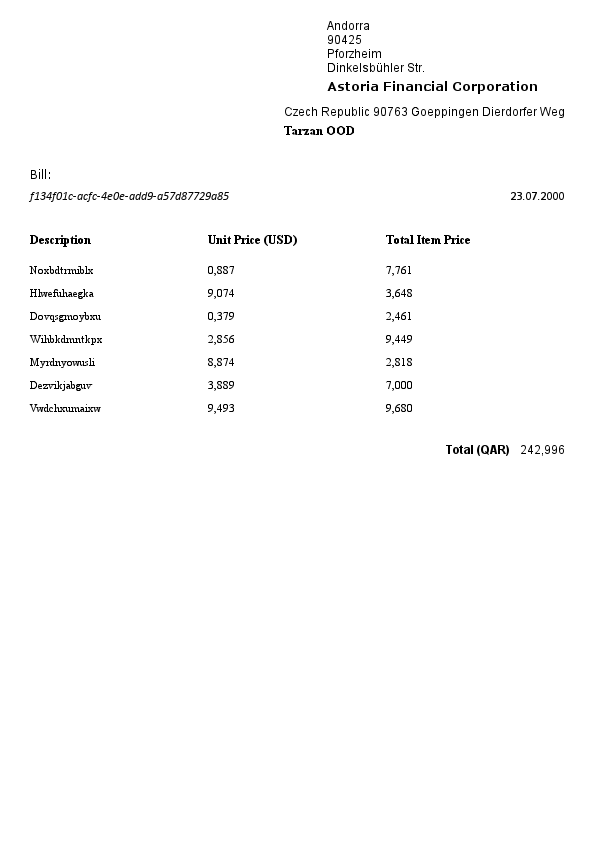 Andorra
90425
Pforzheim
Dinkelsbühler Str.
Astoria Financial Corporation
Czech Republic 90763 Goeppingen Dierdorfer Weg
Tarzan OOD
Bill:
f134f01c-acfc-4e0e-add9-a57d87729a85 23.07.2000
Description Unit Price (USD) Total Item Price
Noxbdtrmiblx 0,887 7,761
Hlwefuhaegka 9,074 3,648
Dovqsgmoybxu 0,379 2,461
Wihbkdmntkpx 2,856 9,449
Myrdnyowusli 8,874 2,818
Dezvikjabguv 3,889 7,000
Vwdchxumaixw 9,493 9,680
Total (QAR) 242,996